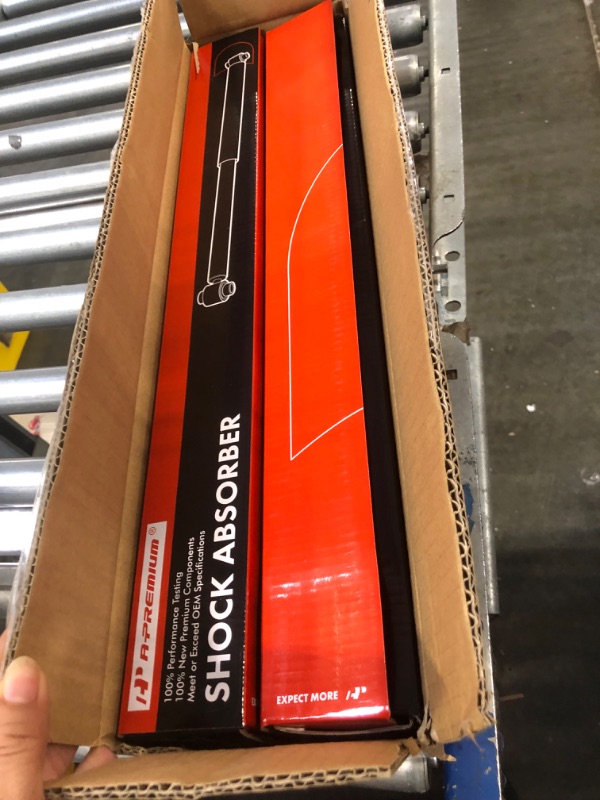 A-PREMIUM®
100% Performance Testing
100% New Premium Components
Meet or Exceed OEM Specifications
SHOCK ABSORBER
EXPECT MORE